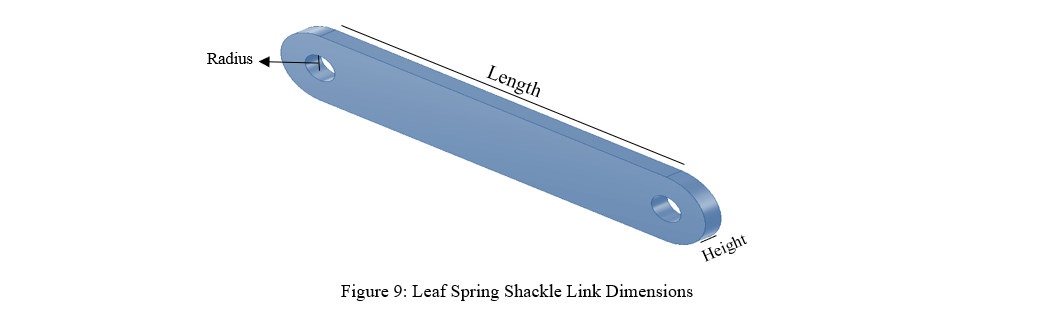 Radius
Length
Height
Figure 9: Leaf Spring Shackle Link Dimensions